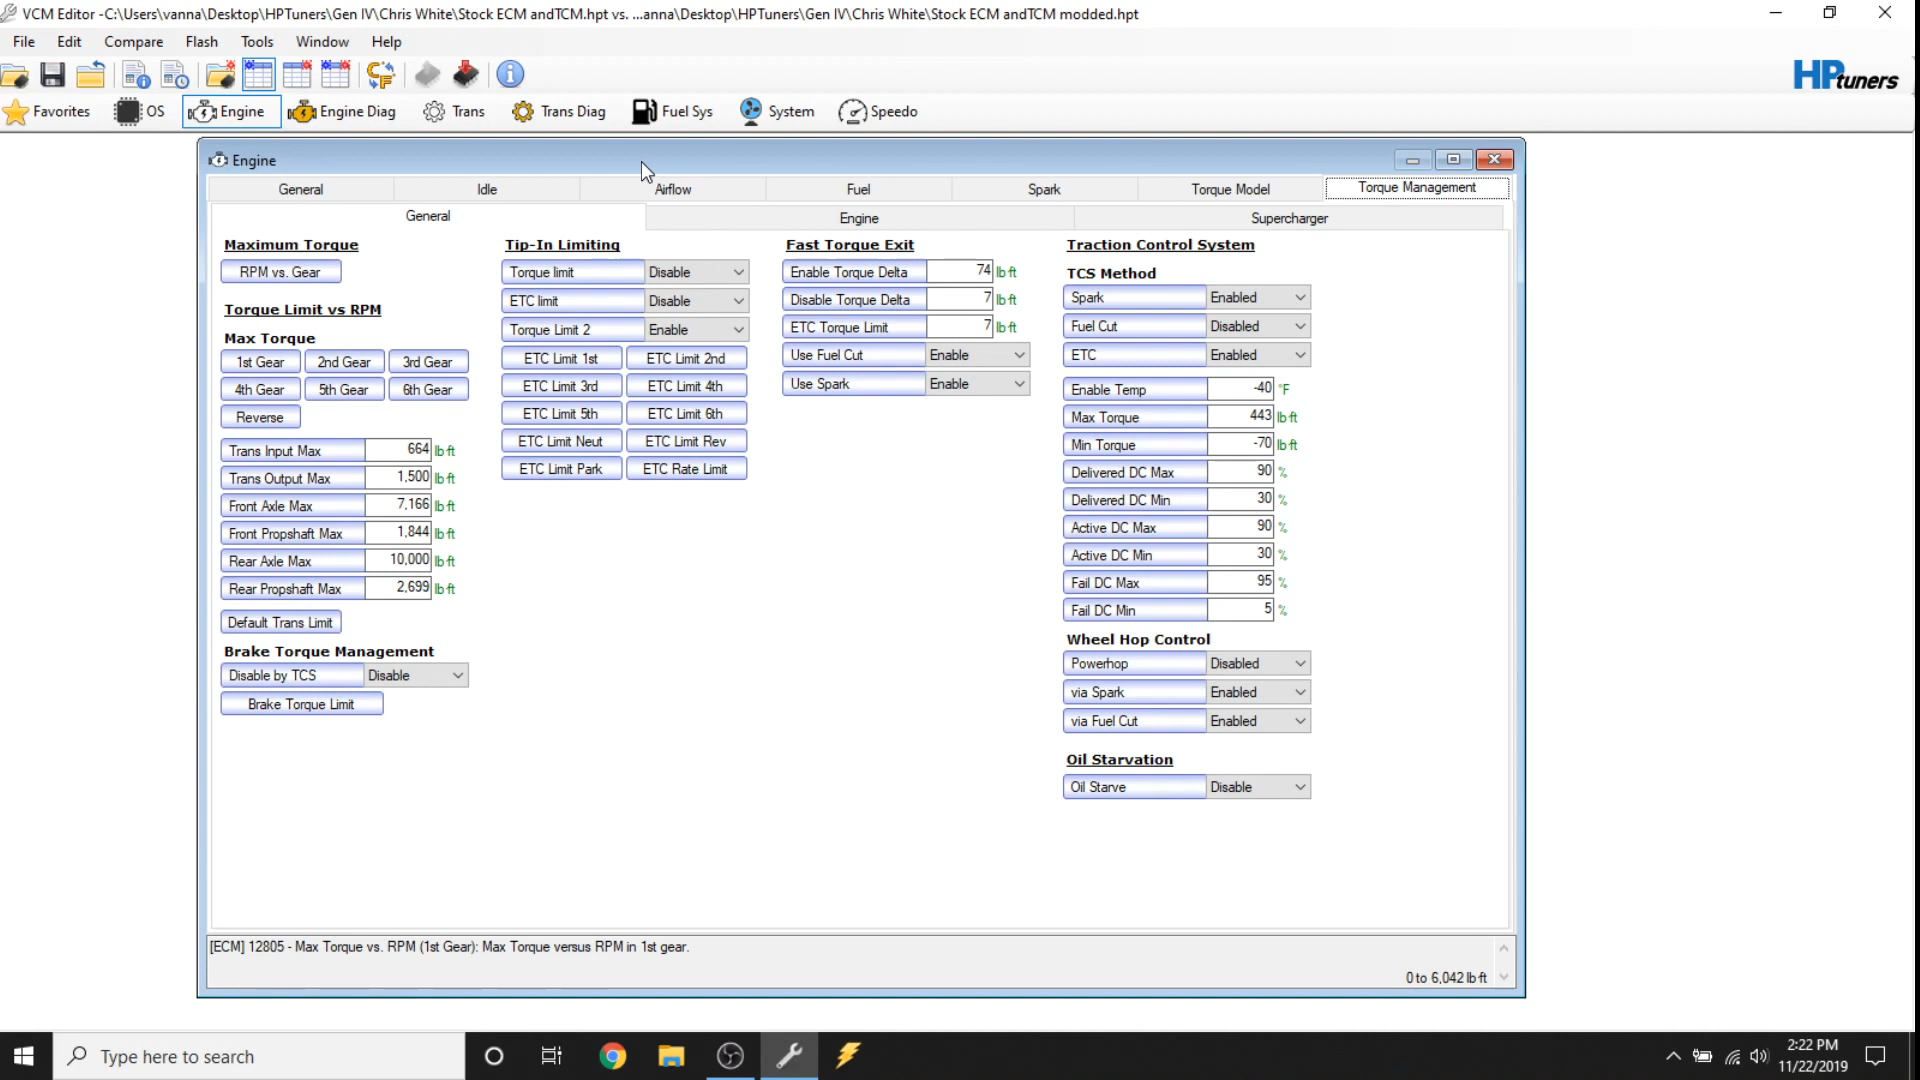 VCM Editor -C:\Users\vanna\Desktop\HPTuners\Gen IV\Chris White\Stock ECM andTCM.hpt vs. ...anna\Desktop\HPTuners\Gen IV\Chris White\Stock ECM andTCM modded.hpt
File Edit Compare Flash Tools Window Help
HPtuners
Favorites OS Engine Engine Diag Trans Trans Diag Fuel Sys System Speedo
Engine
General Idle Airflow Fuel Spark Torque Model Torque Management
General Engine Supercharger
Maximum Torque
RPM vs. Gear
Torque Limit vs RPM
Max Torque
1st Gear 2nd Gear 3rd Gear
4th Gear 5th Gear 6th Gear
Reverse
Trans Input Max 664 lb·ft
Trans Output Max 1,500 lb·ft
Front Axle Max 7,166 lb·ft
Front Propshaft Max 1,844 lb·ft
Rear Axle Max 10,000 lb·ft
Rear Propshaft Max 2,699 lb·ft
Default Trans Limit
Brake Torque Management
Disable by TCS Disable
Brake Torque Limit
Tip-In Limiting
Torque limit Disable
ETC limit Disable
Torque Limit 2 Enable
ETC Limit 1st ETC Limit 2nd
ETC Limit 3rd ETC Limit 4th
ETC Limit 5th ETC Limit 6th
ETC Limit Neut ETC Limit Rev
ETC Limit Park ETC Rate Limit
Fast Torque Exit
Enable Torque Delta 74 lb·ft
Disable Torque Delta 7 lb·ft
ETC Torque Limit 7 lb·ft
Use Fuel Cut Enable
Use Spark Enable
Traction Control System
TCS Method
Spark Enabled
Fuel Cut Disabled
ETC Enabled
Enable Temp -40 °F
Max Torque 443 lb·ft
Min Torque -70 lb·ft
Delivered DC Max 90 %
Delivered DC Min 30 %
Active DC Max 90 %
Active DC Min 30 %
Fail DC Max 95 %
Fail DC Min 5 %
Wheel Hop Control
Powerhop Disabled
via Spark Enabled
via Fuel Cut Enabled
Oil Starvation
Oil Starve Disable
[ECM] 12805 - Max Torque vs. RPM (1st Gear): Max Torque versus RPM in 1st gear.
0 to 6,042 lb·ft
Type here to search
2:22 PM
11/22/2019